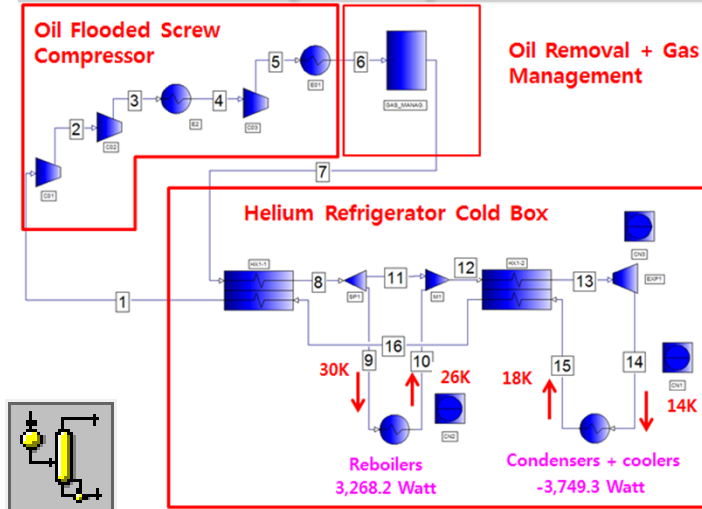 Oil Flooded Screw
Compressor
Oil Removal + Gas
Management
5
6
E01
GAS_MANAG.
3
4
2
E2
C03
C02
C01
7
Helium Refrigerator Cold Box
CN3
HX1-1
HX1-2
8
11
12
13
SP1
M1
EXP1
1
16
9
10
15
14
30K
26K
18K
14K
CN1
CN2
Reboilers
3,268.2 Watt
Condensers + coolers
-3,749.3 Watt